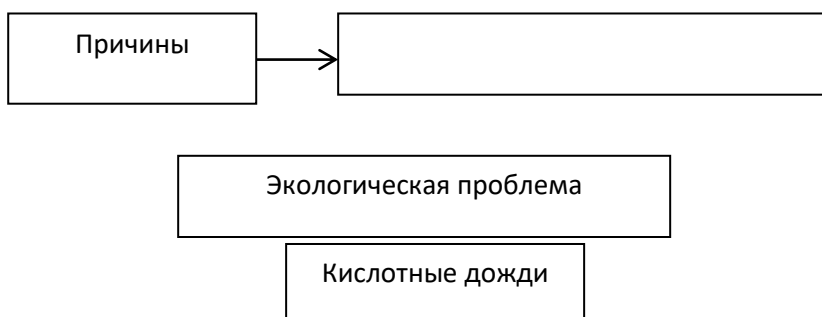 Причины
Экологическая проблема
Кислотные дожди